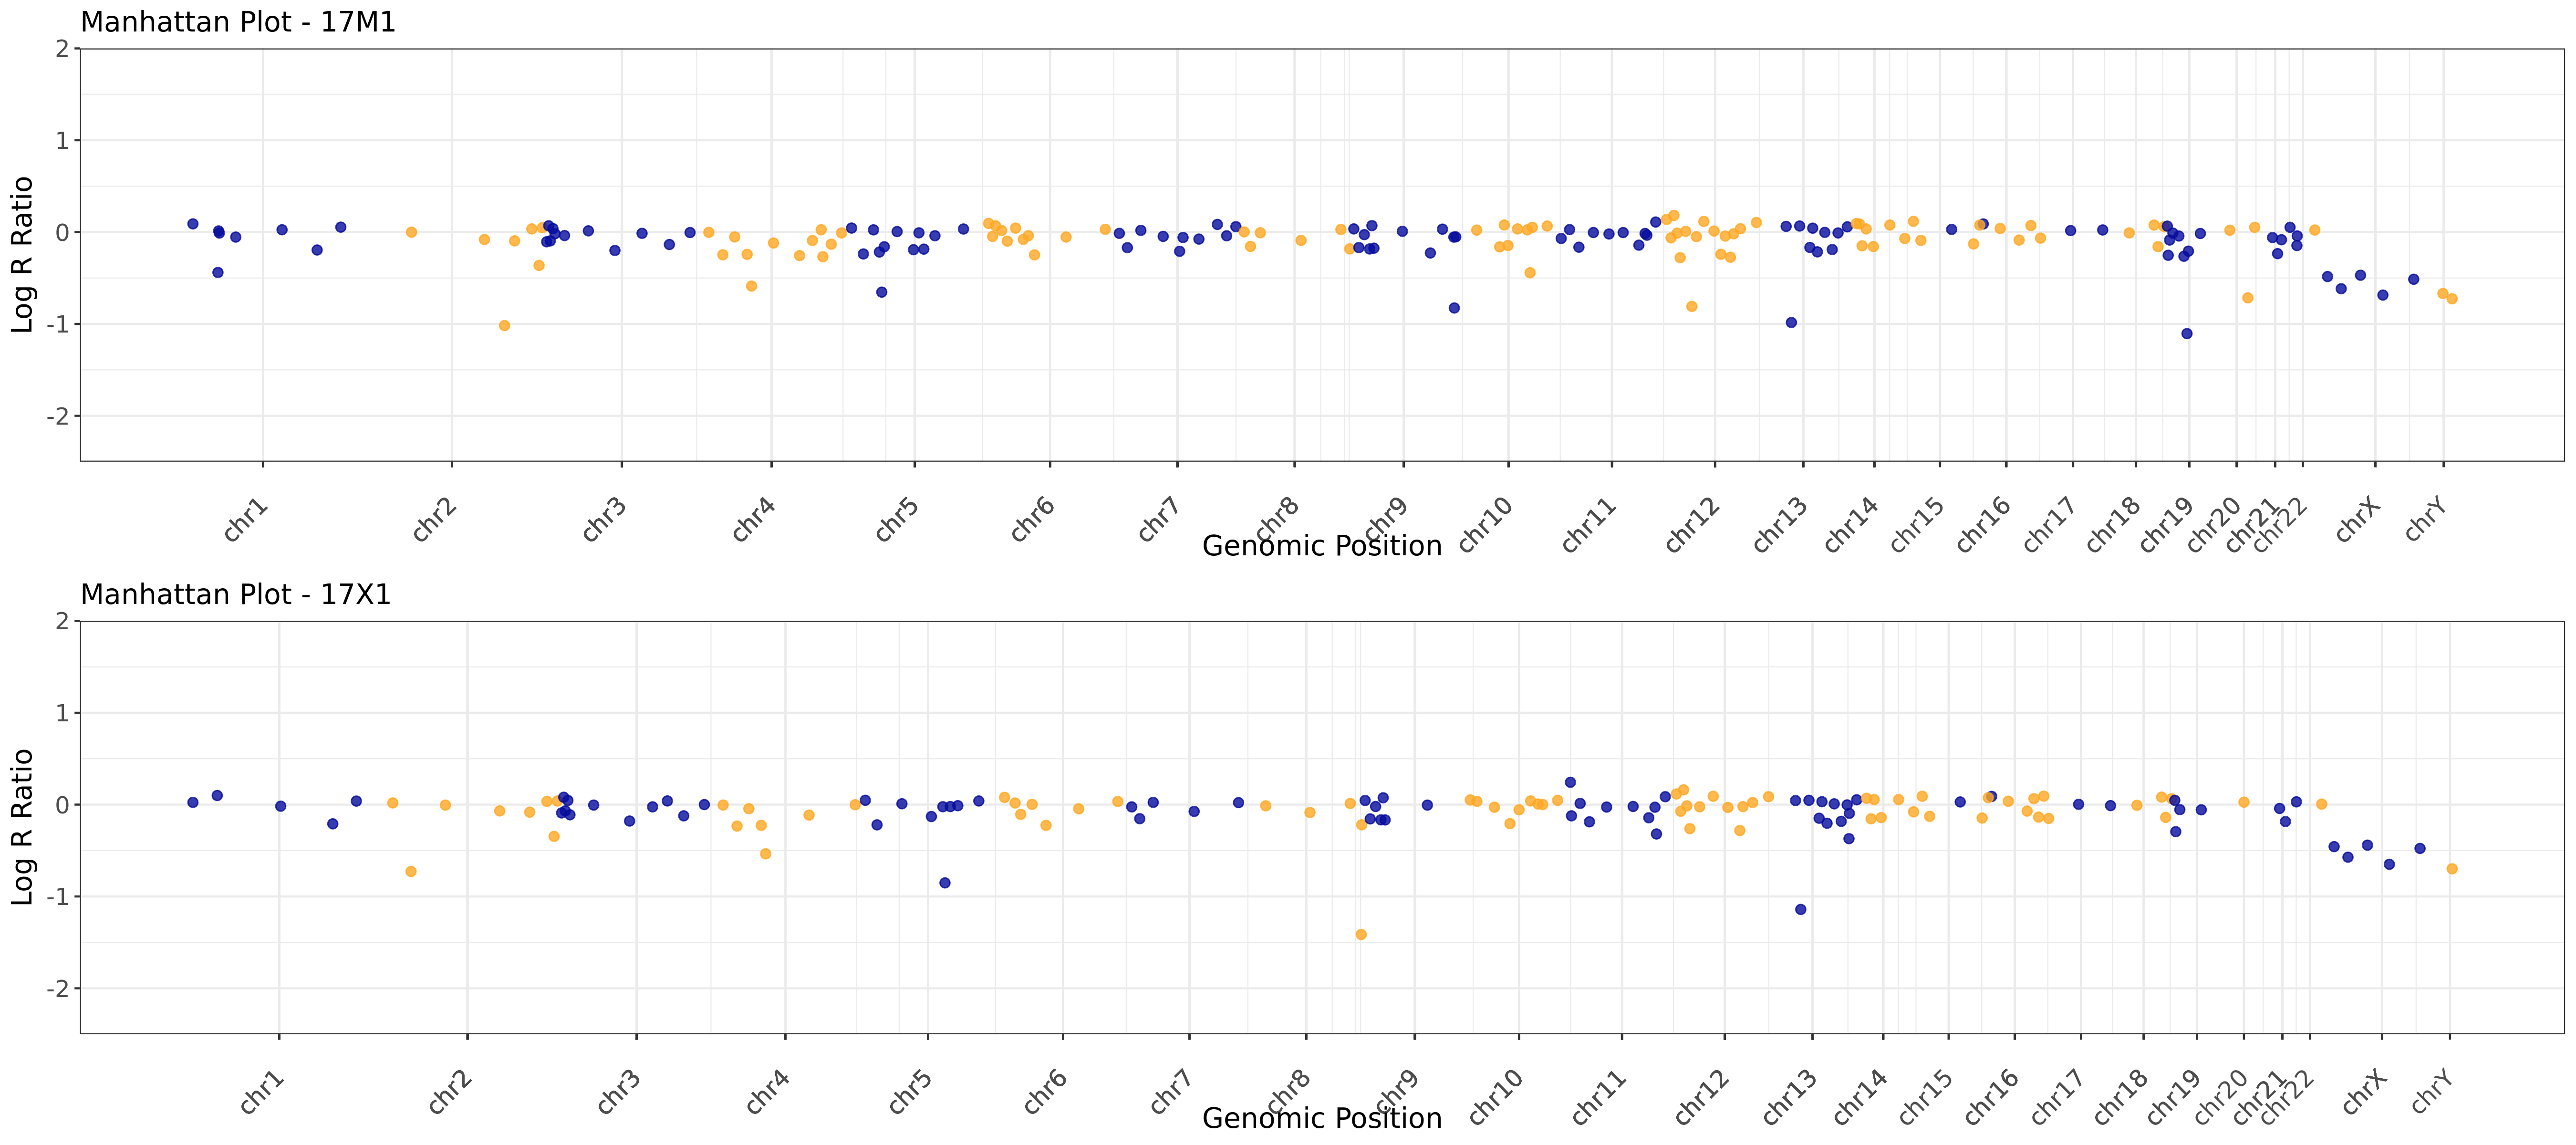 Manhattan Plot - 17M1
Log R Ratio
2
1
0
-1
-2
chr1 chr2 chr3 chr4 chr5 chr6 chr7 chr8 chr9 chr10 chr11 chr12 chr13 chr14 chr15 chr16 chr17 chr18 chr19 chr20 chr21 chr22 chrX chrY
Genomic Position
Manhattan Plot - 17X1
Log R Ratio
2
1
0
-1
-2
chr1 chr2 chr3 chr4 chr5 chr6 chr7 chr8 chr9 chr10 chr11 chr12 chr13 chr14 chr15 chr16 chr17 chr18 chr19 chr20 chr21 chr22 chrX chrY
Genomic Position